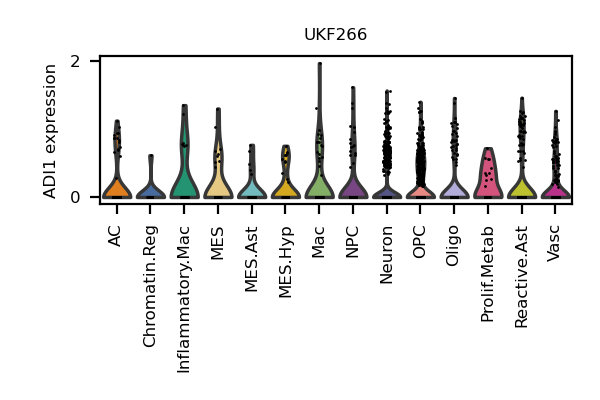 UKF266
ADI1 expression
2
0
AC
Chromatin.Reg
Inflammatory.Mac
MES
MES.Ast
MES.Hyp
Mac
NPC
Neuron
OPC
Oligo
Prolif.Metab
Reactive.Ast
Vasc